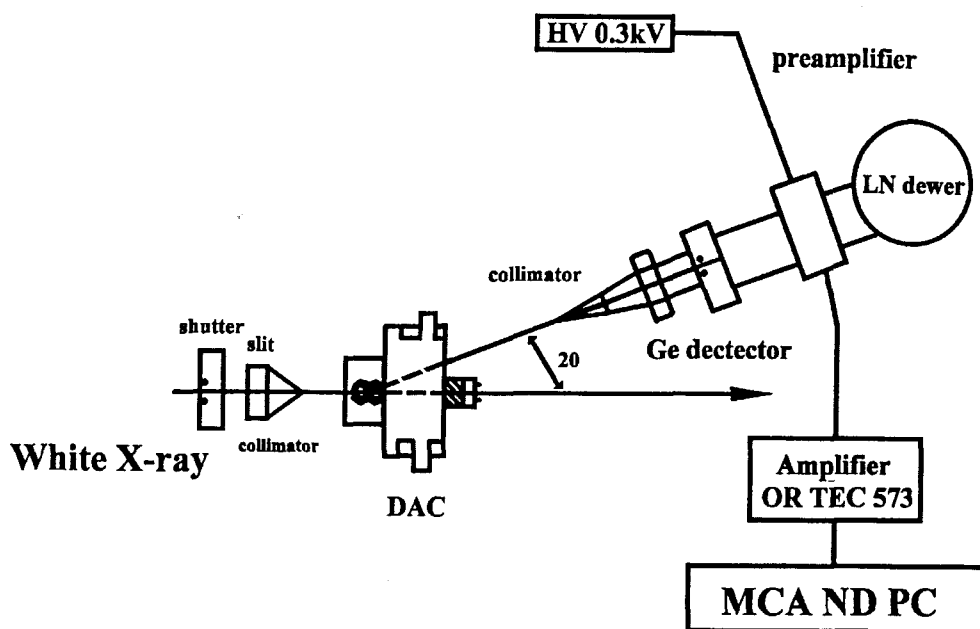 HV 0.3kV
preamplifier
LN dewer
collimator
shutter
slit
20
Ge dectector
collimator
White X-ray
DAC
Amplifier
OR TEC 573
MCA ND PC